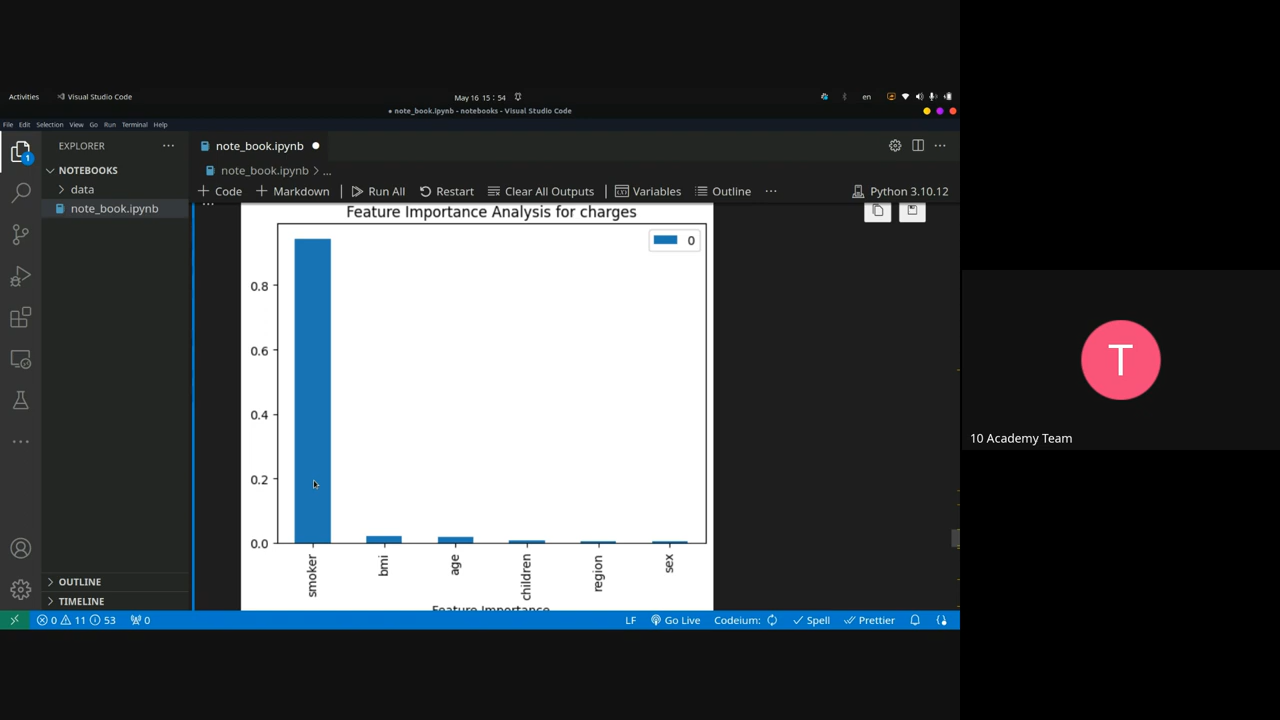 Activities
Visual Studio Code
May 16 15 : 54
en
● note_book.ipynb - notebooks - Visual Studio Code
File Edit Selection View Go Run Terminal Help
EXPLORER
NOTEBOOKS
data
note_book.ipynb
1
note_book.ipynb
note_book.ipynb > ...
Code
Markdown
Run All
Restart
Clear All Outputs
Variables
Outline
Python 3.10.12
Feature Importance Analysis for charges
0
0.8
0.6
0.4
0.2
0.0
smoker
bmi
age
children
region
sex
Feature Importance
OUTLINE
TIMELINE
0 11 53
0
LF
Go Live
Codeium:
Spell
Prettier
T
10 Academy Team